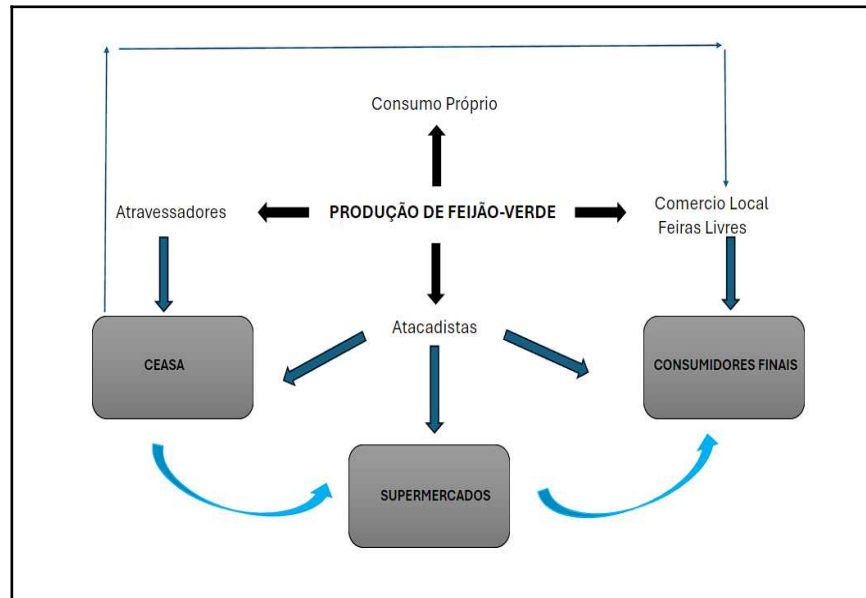 Consumo Próprio
Atravessadores
PRODUÇÃO DE FEIJÃO-VERDE
Comercio Local
Feiras Livres
Atacadistas
CEASA
CONSUMIDORES FINAIS
SUPERMERCADOS